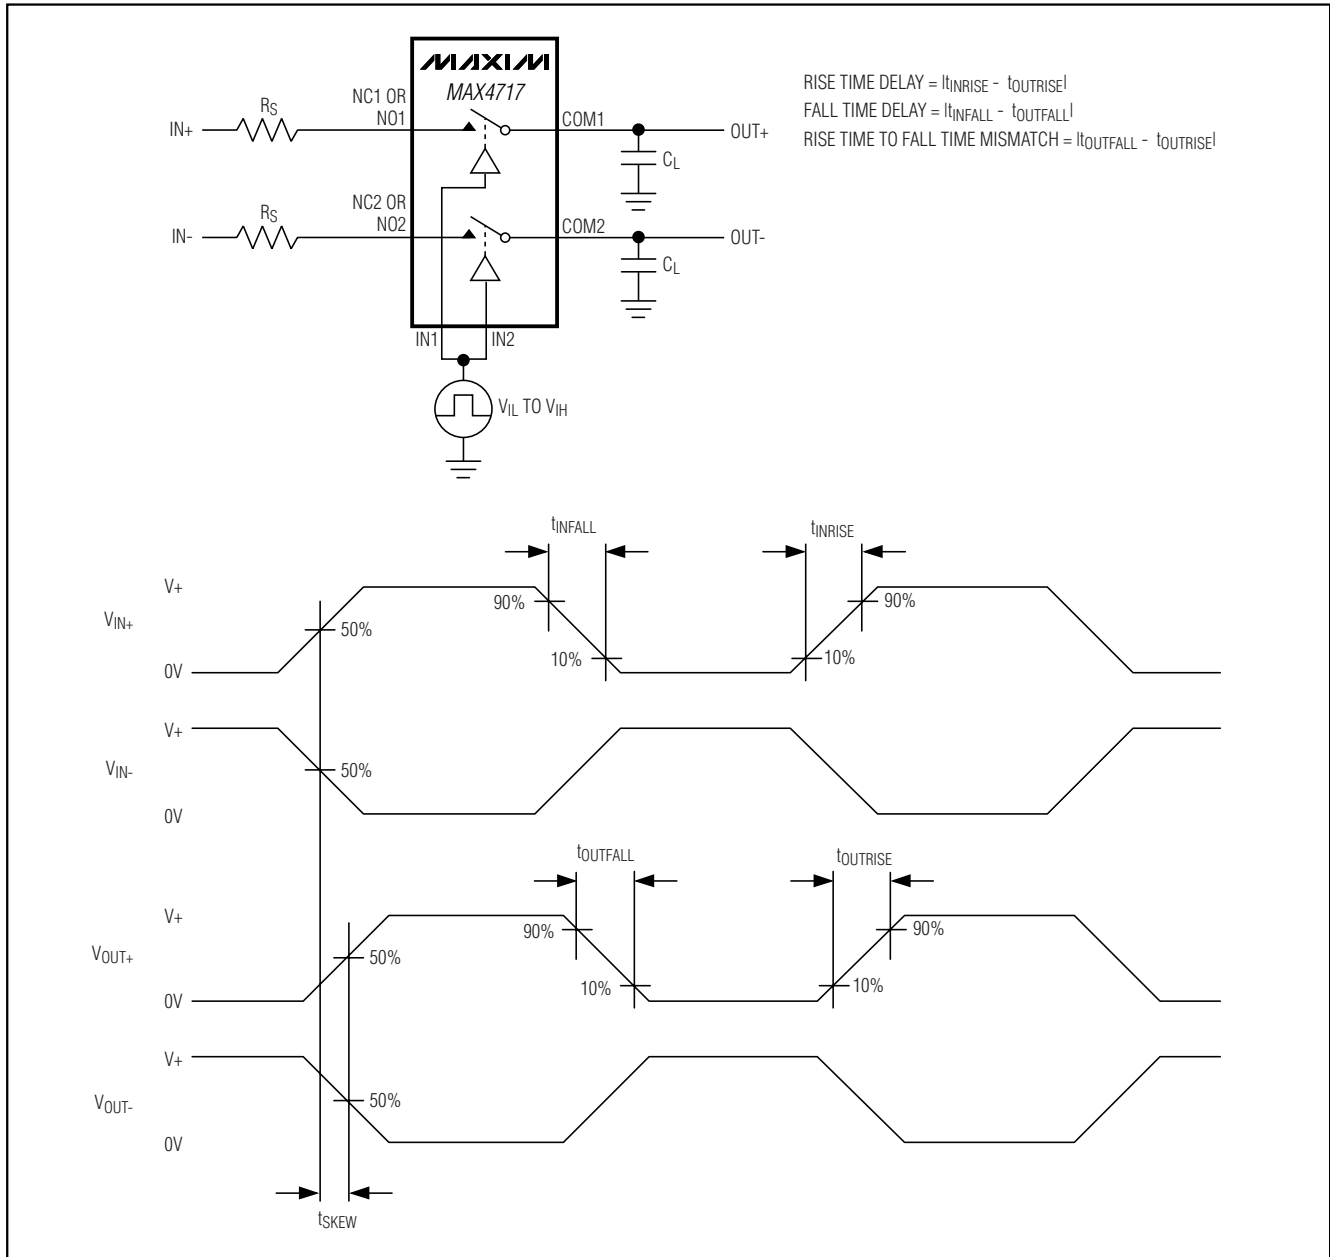 MAXIM
MAX4717
NC1 OR
NO1
RS
IN+
COM1
OUT+
CL
NC2 OR
NO2
RS
IN-
COM2
OUT-
CL
IN1
IN2
VIL TO VIH
RISE TIME DELAY = |tINRISE - tOUTRISE|
FALL TIME DELAY = |tINFALL - tOUTFALL|
RISE TIME TO FALL TIME MISMATCH = |tOUTFALL - tOUTRISE|
tINFALL
tINRISE
V+
VIN+
0V
50%
90%
10%
10%
90%
V+
VIN-
0V
50%
tOUTFALL
tOUTRISE
V+
VOUT+
0V
50%
90%
10%
10%
90%
V+
VOUT-
0V
50%
tSKEW